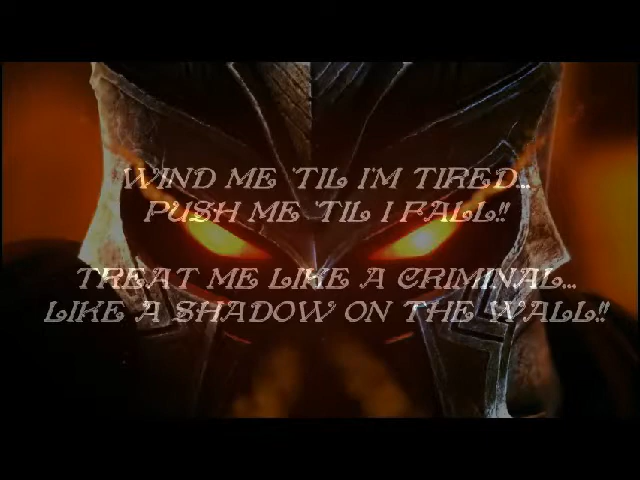 WIND ME 'TIL I'M TIRED...
PUSH ME 'TIL I FALL!!
TREAT ME LIKE A CRIMINAL...
LIKE A SHADOW ON THE WALL!!